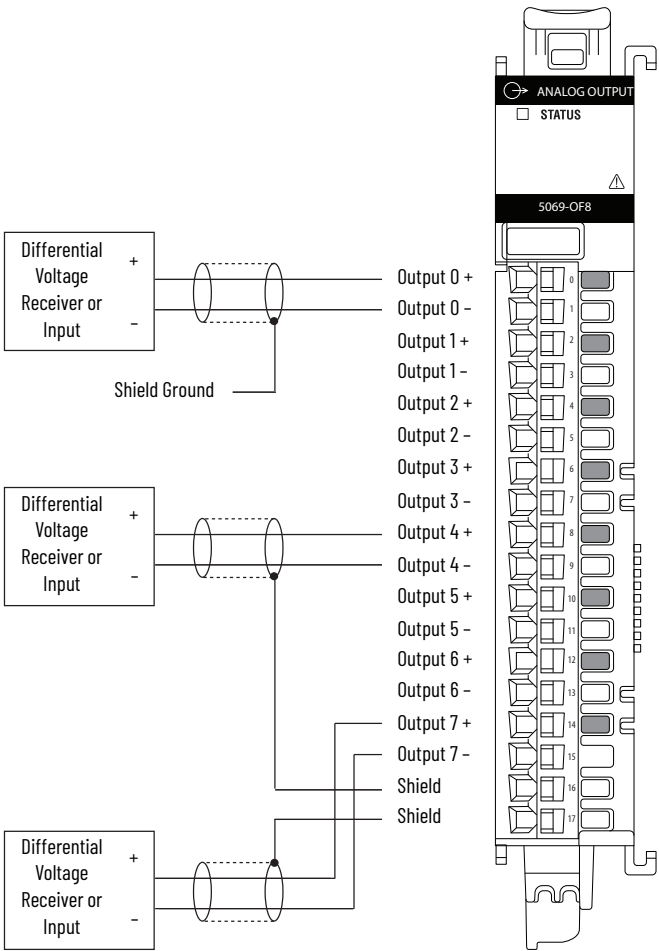 ANALOG OUTPUT
STATUS
5069-OF8
Differential
Voltage
Receiver or
Input
+
–
Shield Ground
Differential
Voltage
Receiver or
Input
+
–
Differential
Voltage
Receiver or
Input
+
–
Output 0 +
Output 0 –
Output 1 +
Output 1 –
Output 2 +
Output 2 –
Output 3 +
Output 3 –
Output 4 +
Output 4 –
Output 5 +
Output 5 –
Output 6 +
Output 6 –
Output 7 +
Output 7 –
Shield
Shield
0
1
2
3
4
5
6
7
8
9
10
11
12
13
14
15
16
17